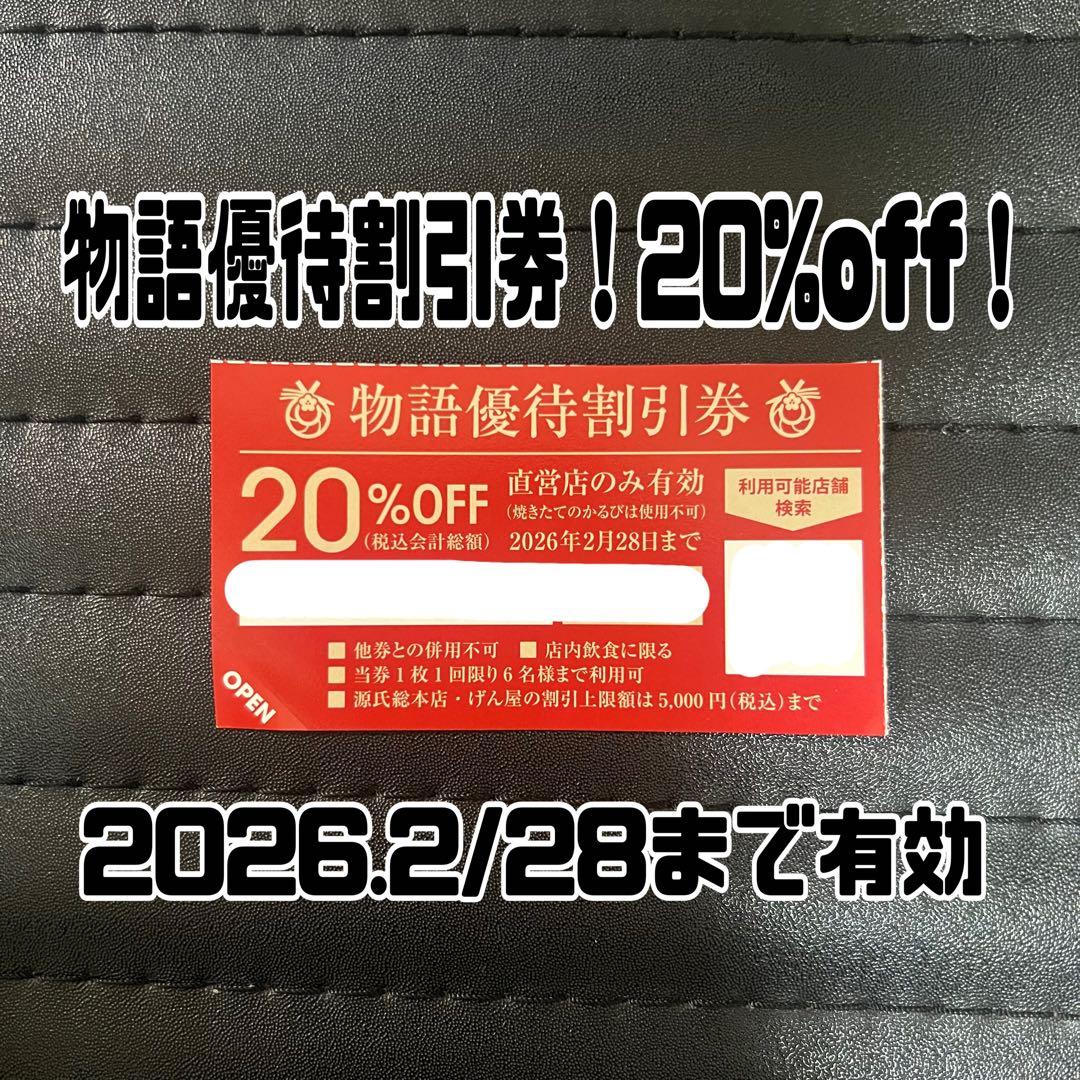 物語優待割引券！20%off！
物語優待割引券
20%OFF
(税込会計総額)
直営店のみ有効
(焼きたてのかるびは使用不可)
2026年2月28日まで
利用可能店舗
検索
■ 他券との併用不可 ■ 店内飲食に限る
■ 当券1枚1回限り6名様まで利用可
■ 源氏総本店・げん屋の割引上限額は5,000円(税込)まで
OPEN
2026.2/28まで有効